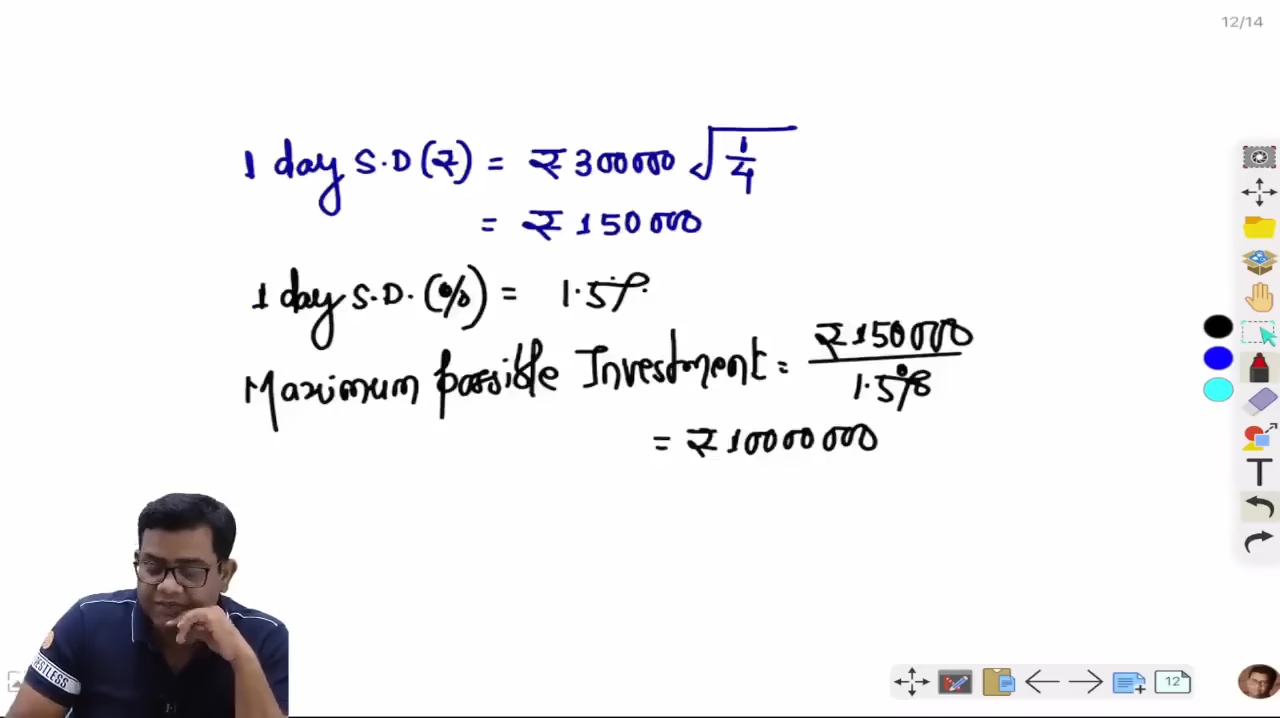 12/14
1 day S.D (₹) = ₹ 300000 √1/4
= ₹ 150000
1 day S.D. (%) = 1.5%
Maximum possible Investment = ₹150000 / 1.5%
= ₹10000000
T
12